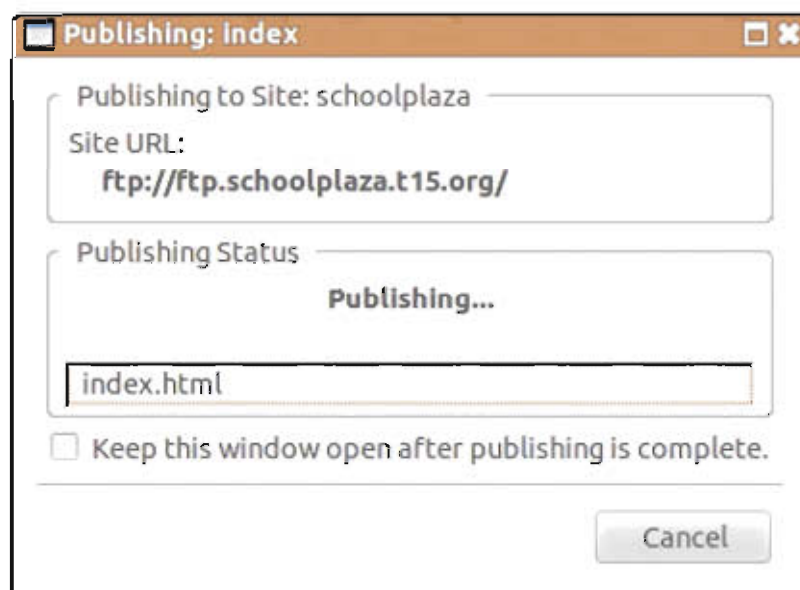 Publishing: index
Publishing to Site: schoolplaza
Site URL:
ftp://ftp.schoolplaza.t15.org/
Publishing Status
Publishing...
index.html
Keep this window open after publishing is complete.
Cancel